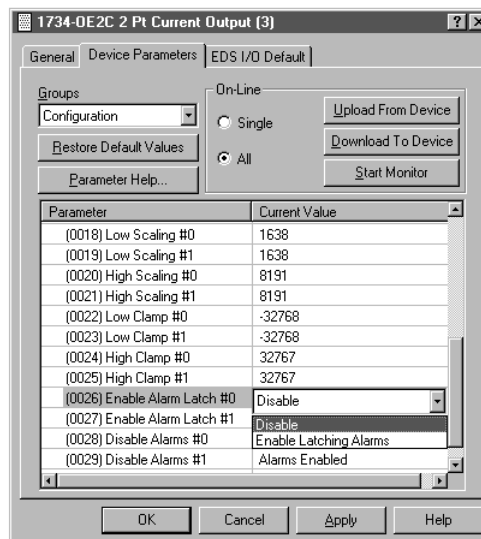 1734-OE2C 2 Pt Current Output (3)
General Device Parameters EDS I/O Default
Groups
Configuration
Restore Default Values
Parameter Help...
On-Line
Single
All
Upload From Device
Download To Device
Start Monitor
Parameter Current Value
(0018) Low Scaling #0 1638
(0019) Low Scaling #1 1638
(0020) High Scaling #0 8191
(0021) High Scaling #1 8191
(0022) Low Clamp #0 -32768
(0023) Low Clamp #1 -32768
(0024) High Clamp #0 32767
(0025) High Clamp #1 32767
(0026) Enable Alarm Latch #0 Disable
(0027) Enable Alarm Latch #1 Disable
(0028) Disable Alarms #0 Enable Latching Alarms
(0029) Disable Alarms #1 Alarms Enabled
OK Cancel Apply Help